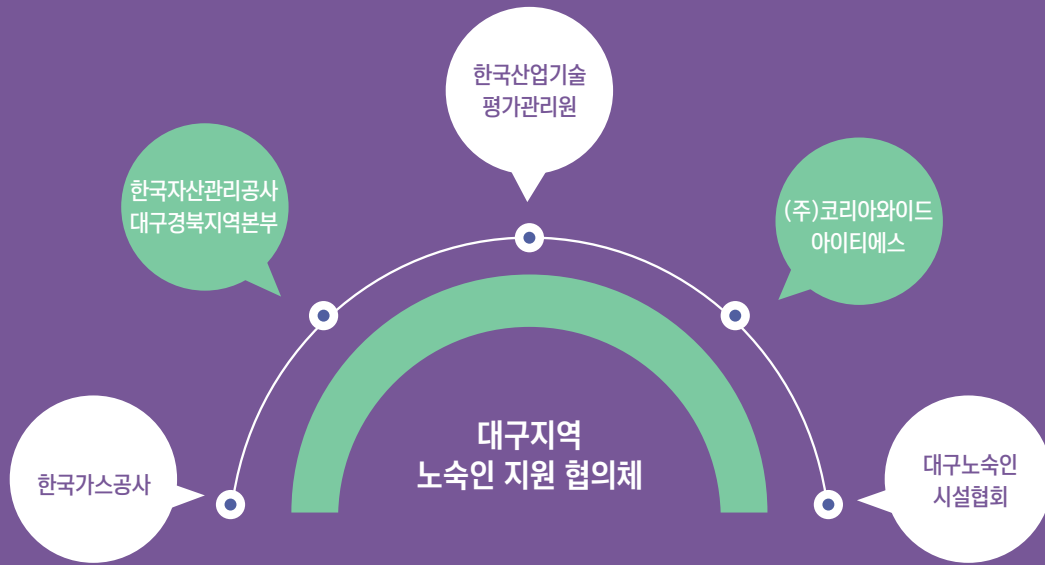 한국산업기술
평가관리원
한국자산관리공사
대구경북지역본부
(주)코리아와이드
아이티에스
대구지역
노숙인 지원 협의체
한국가스공사
대구노숙인
시설협회